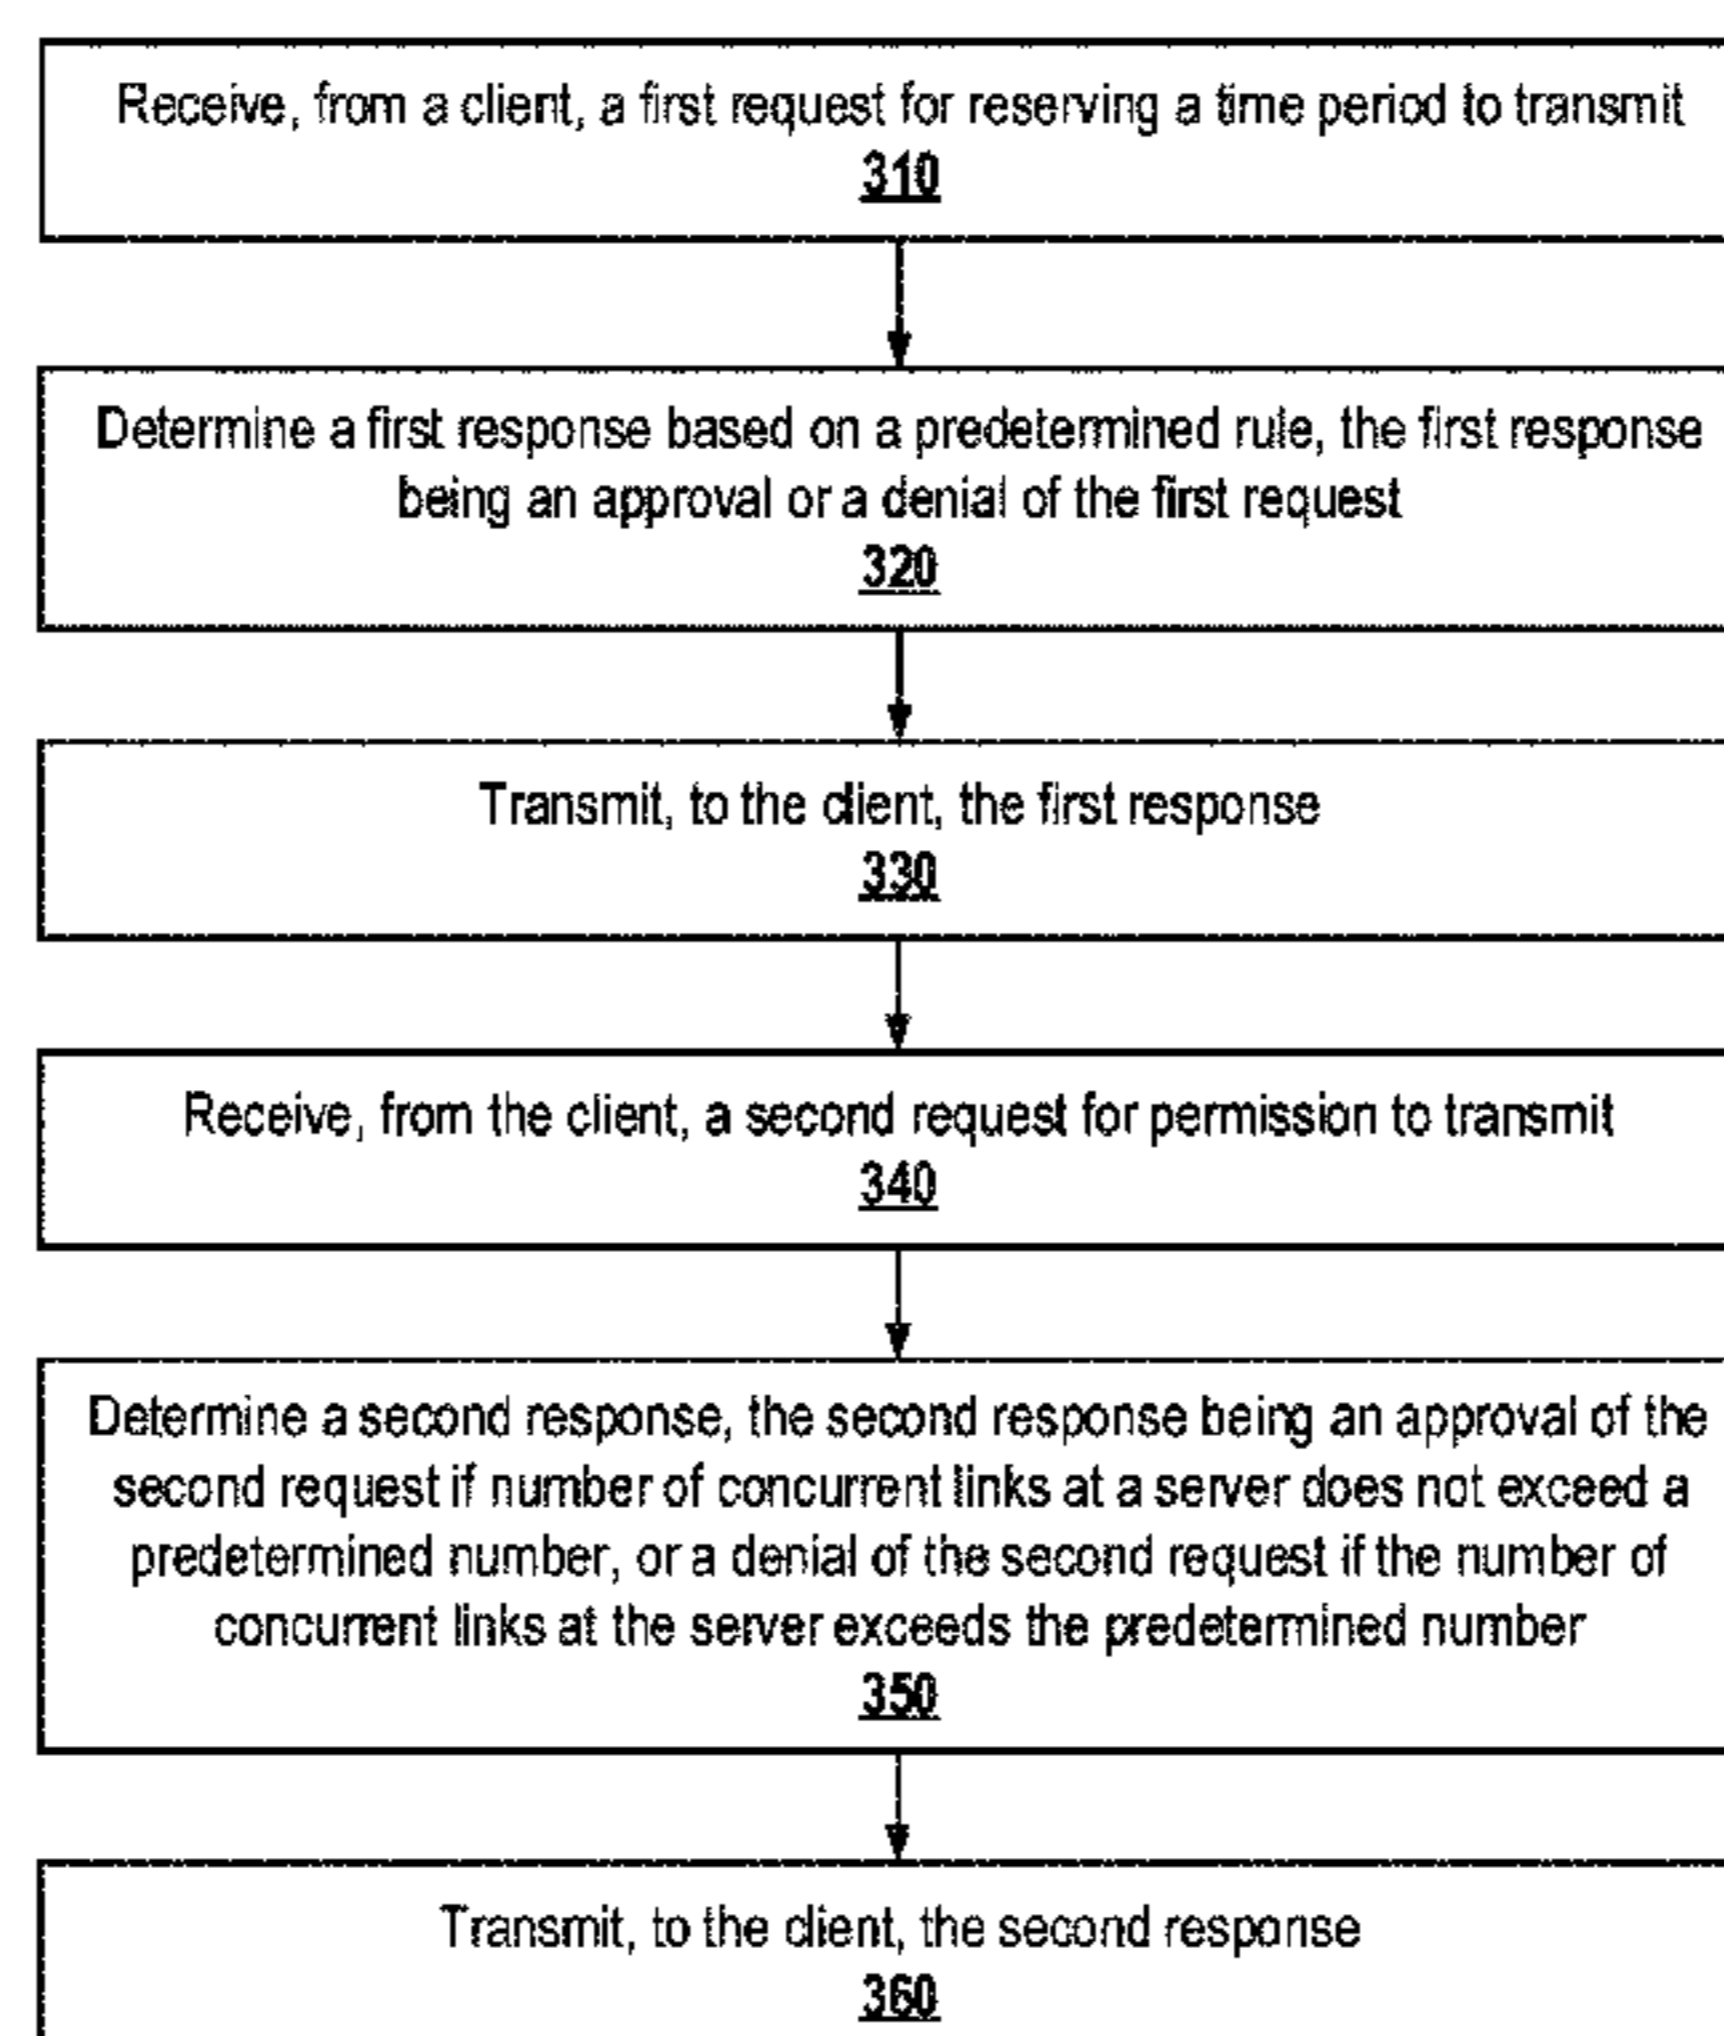 Receive, from a client, a first request for reserving a time period to transmit
310
Determine a first response based on a predetermined rule, the first response
being an approval or a denial of the first request
320
Transmit, to the client, the first response
330
Receive, from the client, a second request for permission to transmit
340
Determine a second response, the second response being an approval of the
second request if number of concurrent links at a server does not exceed a
predetermined number, or a denial of the second request if the number of
concurrent links at the server exceeds the predetermined number
350
Transmit, to the client, the second response
360